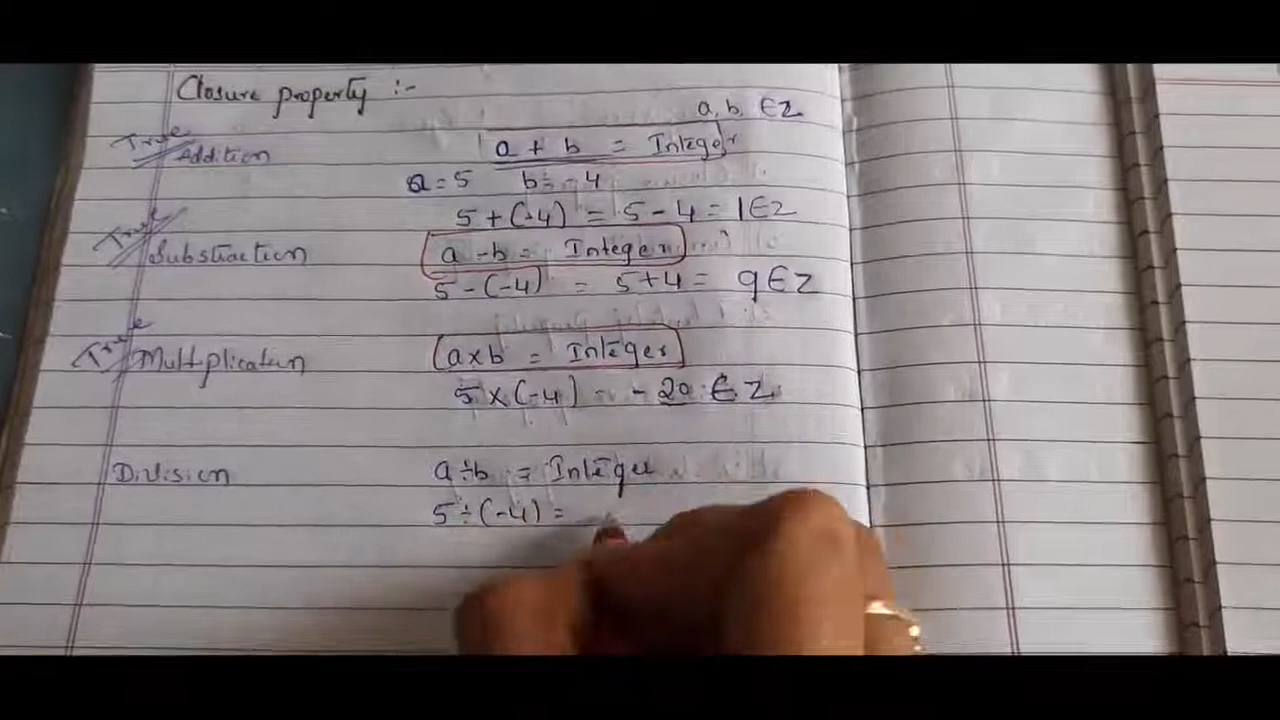 Closure property :-
a, b, ∈ Z
True
Addition a + b = Integer
a = 5 b = -4
5 + (-4) = 5 - 4 = 1 ∈ Z
True
Substraction a - b = Integer
5 - (-4) = 5 + 4 = 9 ∈ Z
True
Multiplication a x b = Integer
5 x (-4) = - 20 ∈ Z
Division a ÷ b = Integer
5 ÷ (-4) =